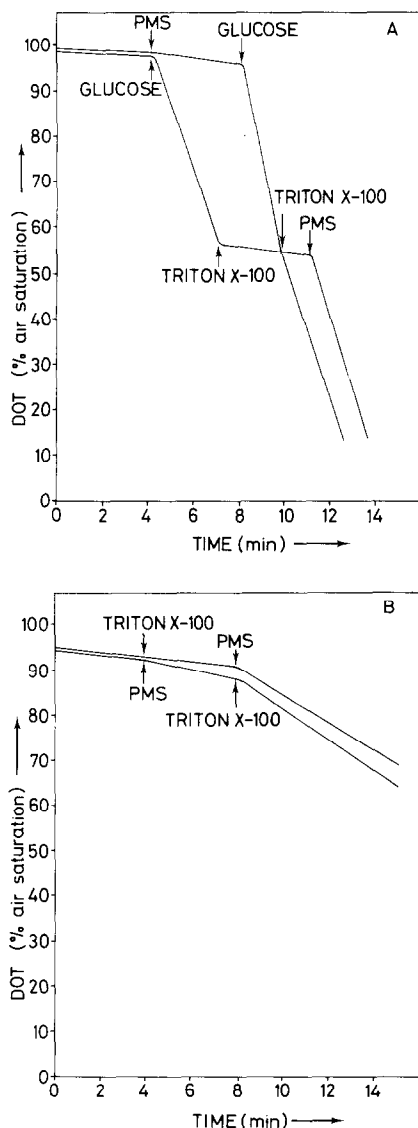 A
PMS
GLUCOSE
GLUCOSE
TRITON X-100
PMS
TRITON X-100
DOT (% air saturation)
100
90
80
70
60
50
40
30
20
10
0
0 2 4 6 8 10 12 14
TIME (min)
B
TRITON X-100
PMS
PMS
TRITON X-100
DOT (% air saturation)
100
90
80
70
60
50
40
30
20
10
0
0 2 4 6 8 10 12 14
TIME (min)